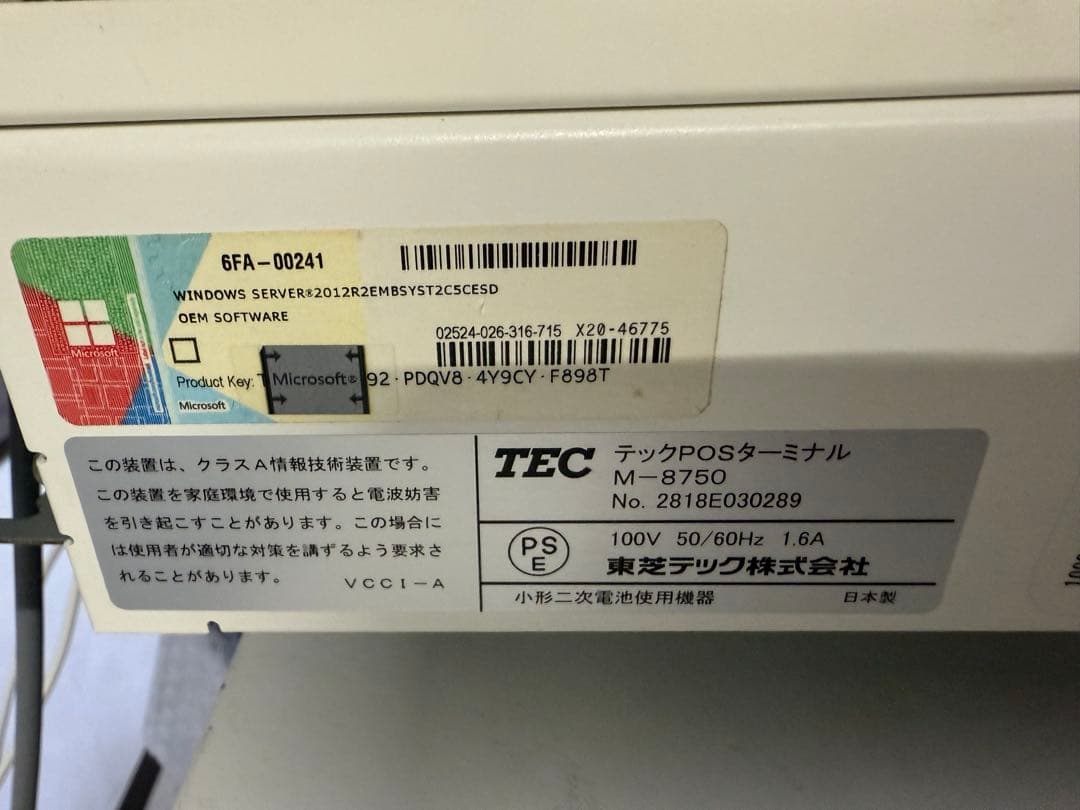 6FA-00241
WINDOWS SERVER®2012R2EMBSYST2C5CESD
OEM SOFTWARE
02524-026-316-715 X20-46775
Product Key: Microsoft® 92·PDQV8·4Y9CY·F898T
Microsoft
Microsoft
この装置は、クラスA情報技術装置です。
この装置を家庭環境で使用すると電波妨害
を引き起こすことがあります。この場合に
は使用者が適切な対策を講ずるよう要求さ
れることがあります。
VCCI-A
TEC テックPOSターミナル
M-8750
No. 2818E030289
PS
E
100V 50/60Hz 1.6A
東芝テック株式会社
小形二次電池使用機器 日本製